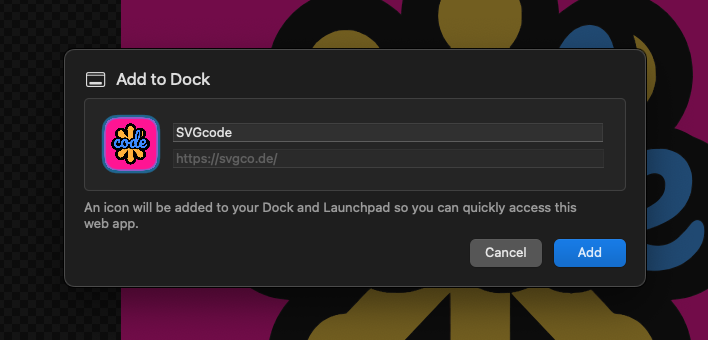 Add to Dock
code
SVGcode
https://svgco.de/
An icon will be added to your Dock and Launchpad so you can quickly access this
web app.
Cancel
Add
e